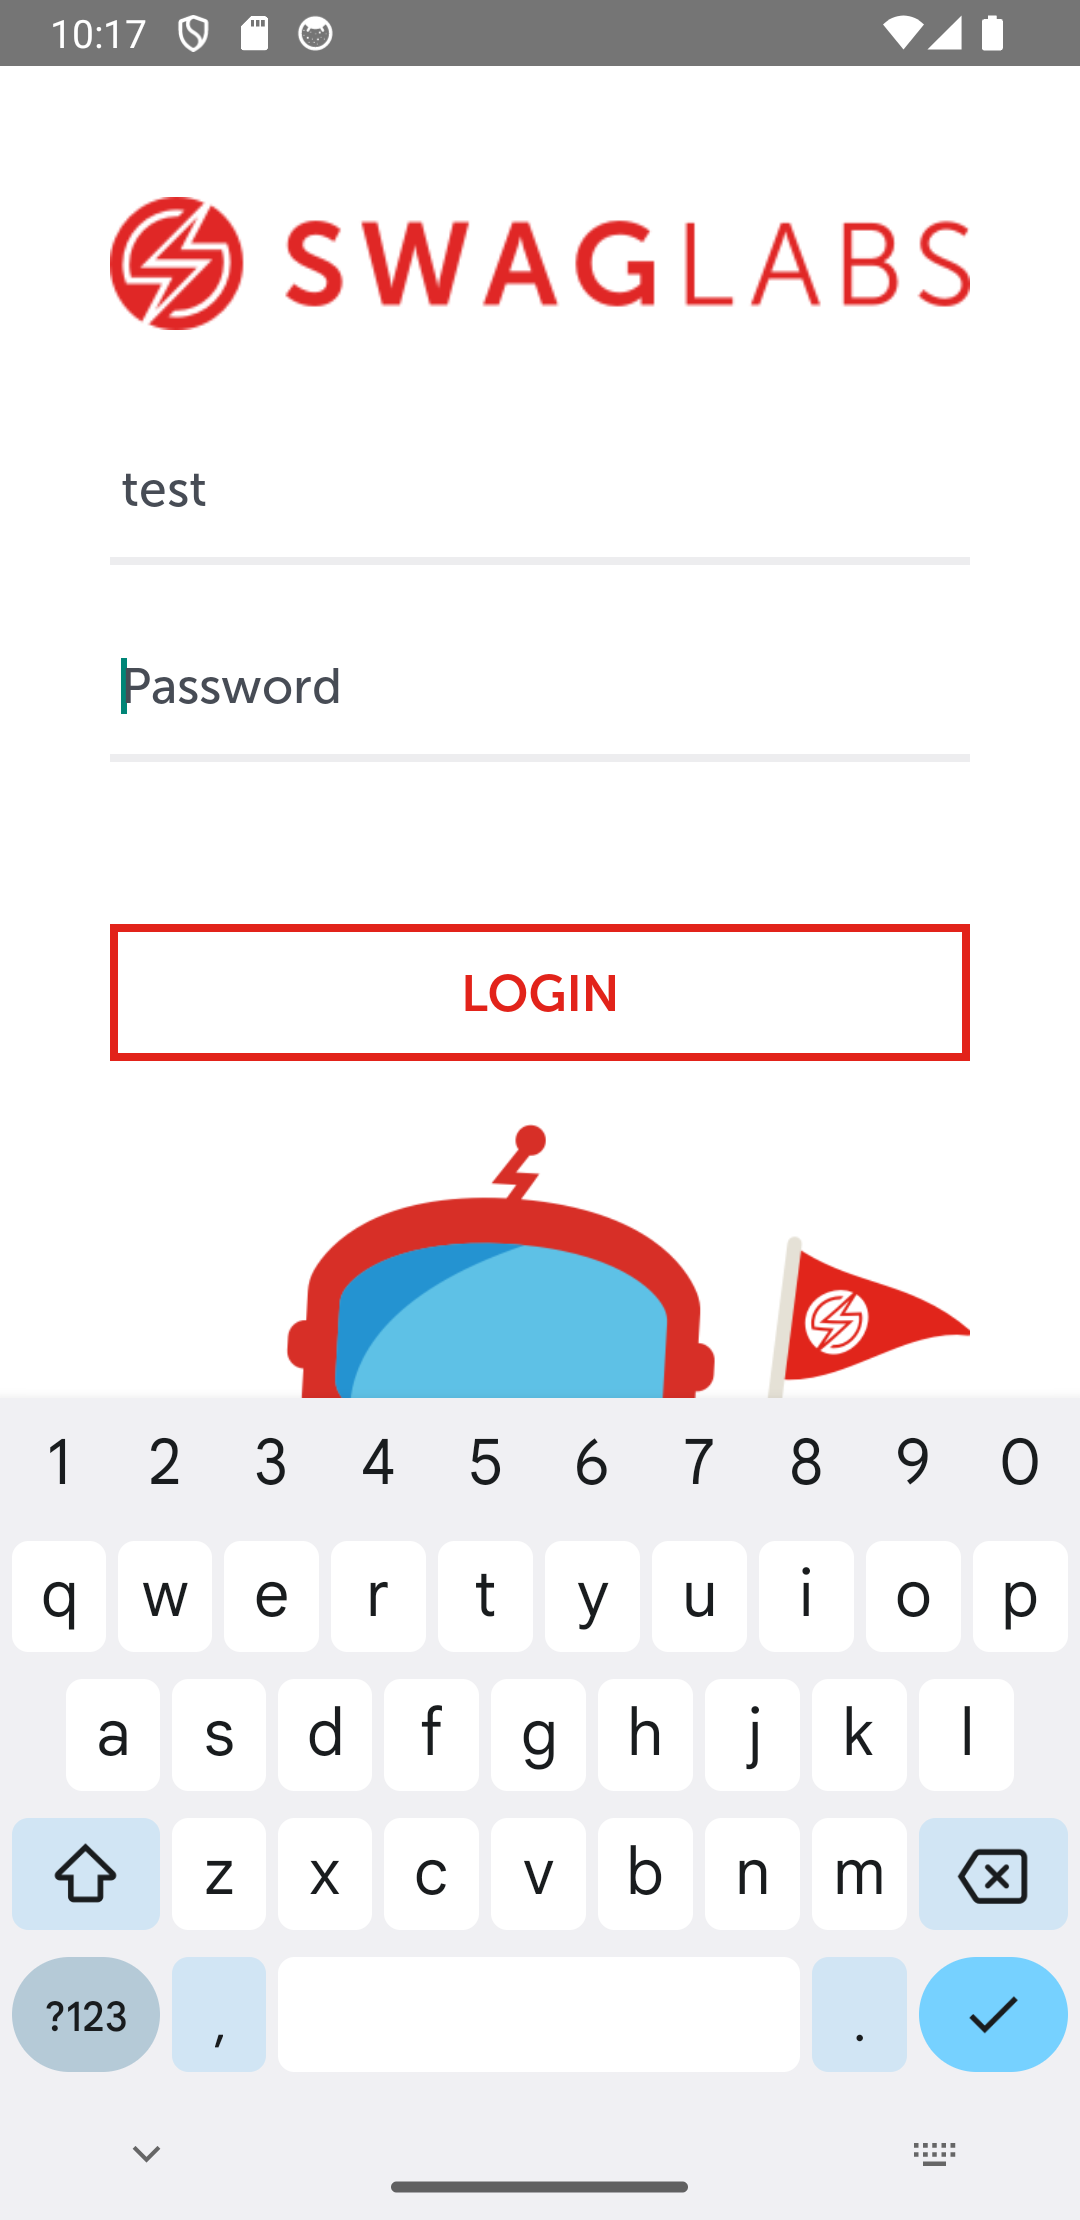 10:17
SWAGLABS
test
Password
LOGIN
1 2 3 4 5 6 7 8 9 0
q w e r t y u i o p
a s d f g h j k l
z x c v b n m
?123 , .